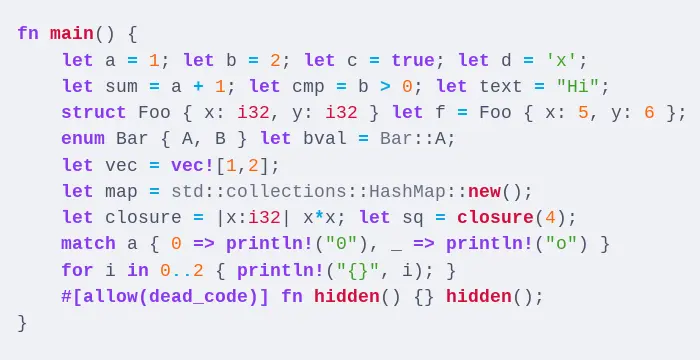 fn main() {
    let a = 1; let b = 2; let c = true; let d = 'x';
    let sum = a + 1; let cmp = b > 0; let text = "Hi";
    struct Foo { x: i32, y: i32 } let f = Foo { x: 5, y: 6 };
    enum Bar { A, B } let bval = Bar::A;
    let vec = vec![1,2];
    let map = std::collections::HashMap::new();
    let closure = |x:i32| x*x; let sq = closure(4);
    match a { 0 => println!("0"), _ => println!("o") }
    for i in 0..2 { println!("{}", i); }
    #[allow(dead_code)] fn hidden() {} hidden();
}